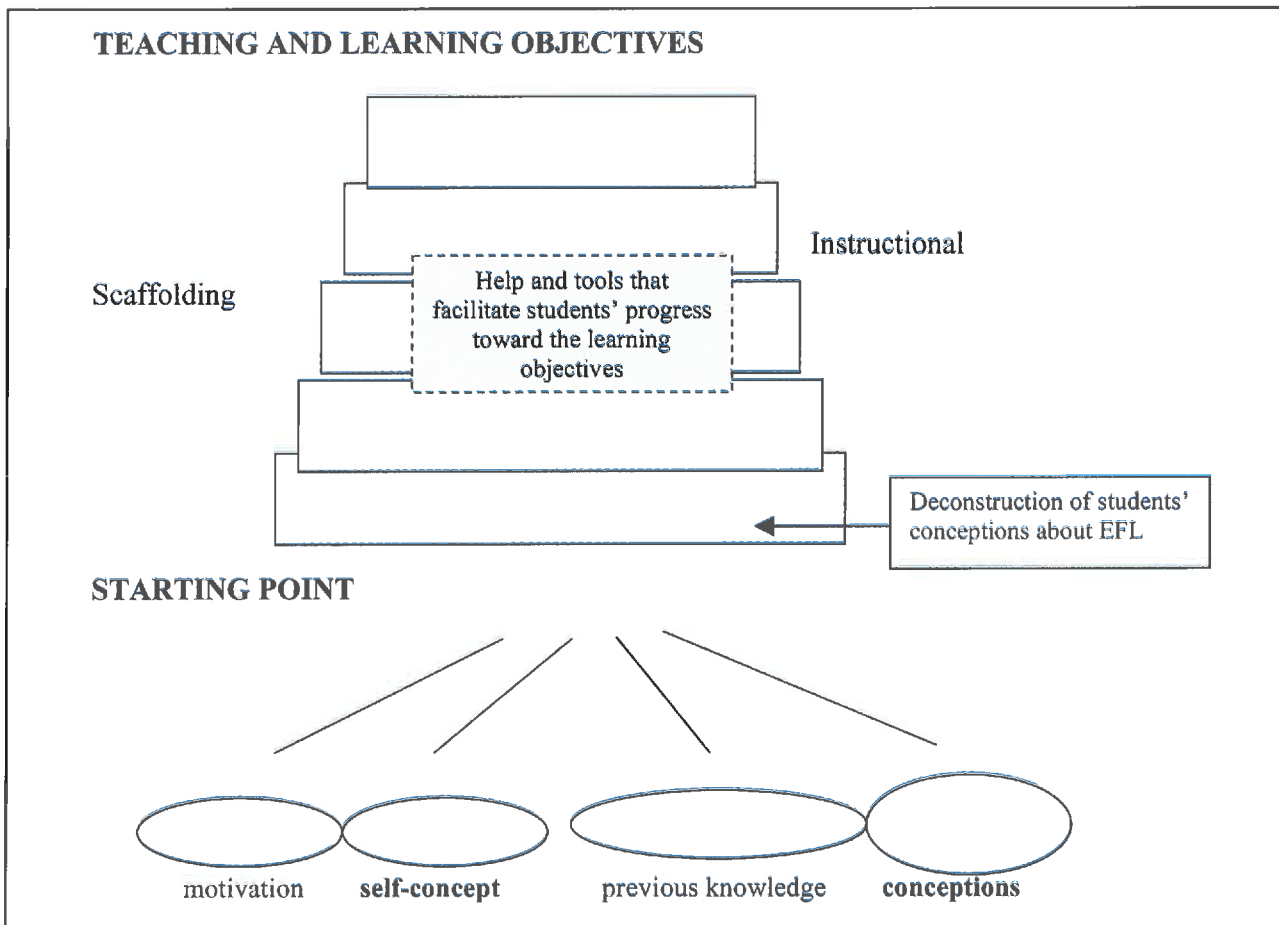 TEACHING AND LEARNING OBJECTIVES
Instructional
Scaffolding
Help and tools that
facilitate students' progress
toward the learning
objectives
Deconstruction of students'
conceptions about EFL
STARTING POINT
motivation
self-concept
previous knowledge
conceptions